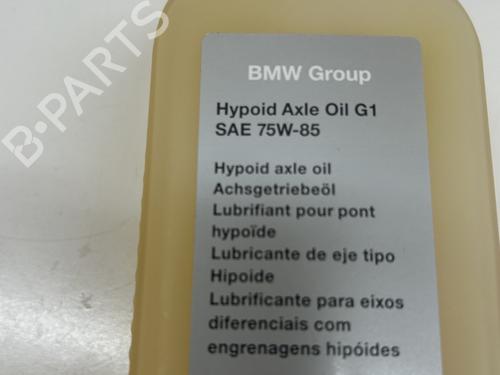 B-PARTS
BMW Group
Hypoid Axle Oil G1
SAE 75W-85
Hypoid axle oil
Achsgetriebeöl
Lubrifiant pour pont
hypoïde
Lubricante de eje tipo
Hipoide
Lubrificante para eixos
diferenciais com
engrenagens hipóides